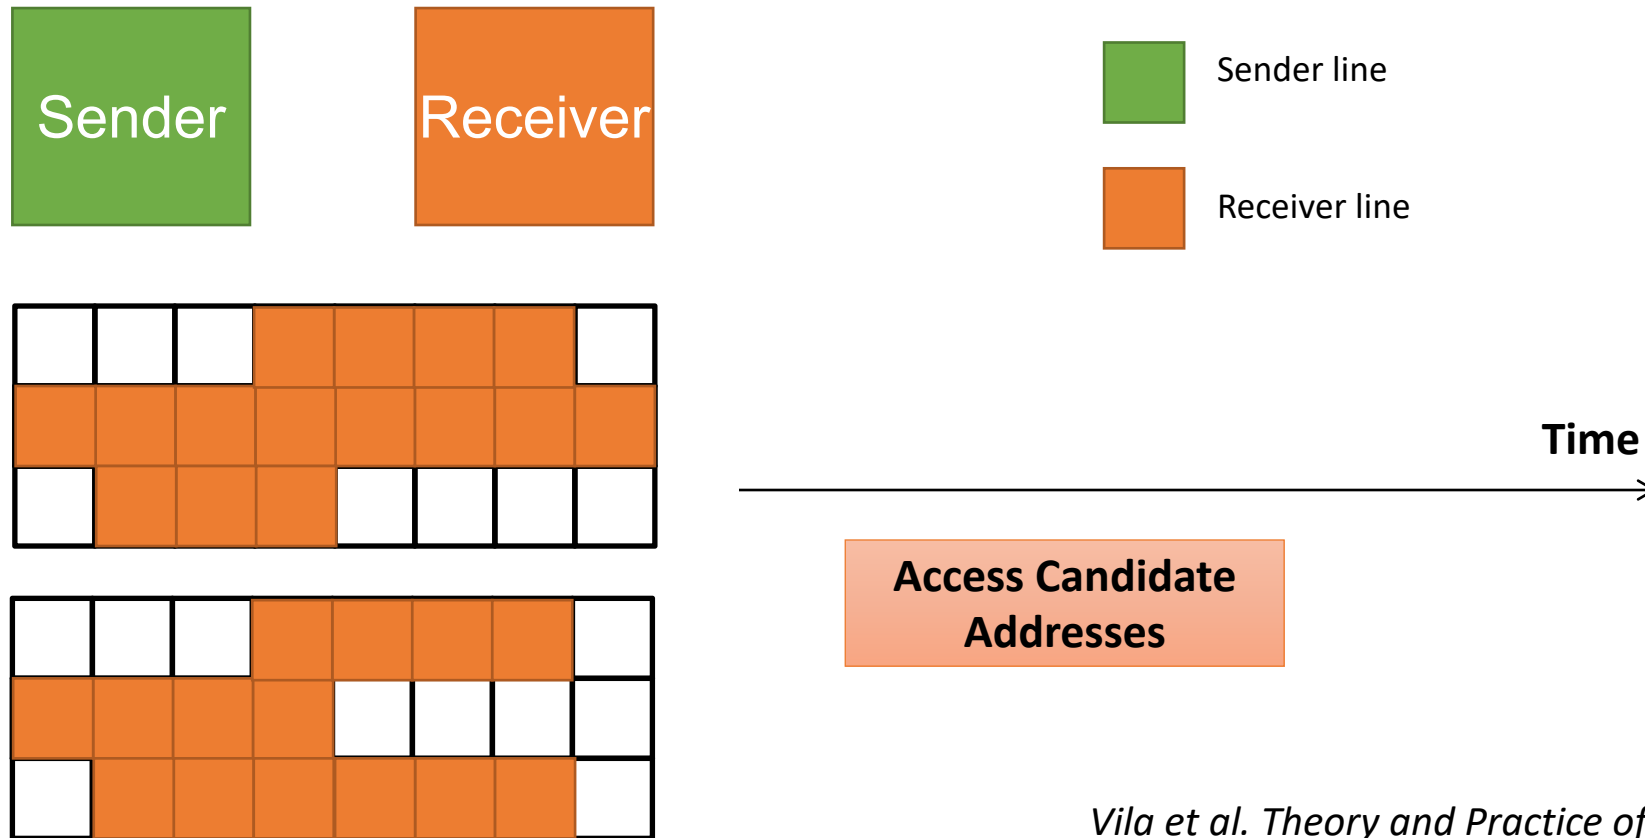 Sender
Receiver
Sender line
Receiver line
Time
Access Candidate
Addresses
Vila et al. Theory and Practice of